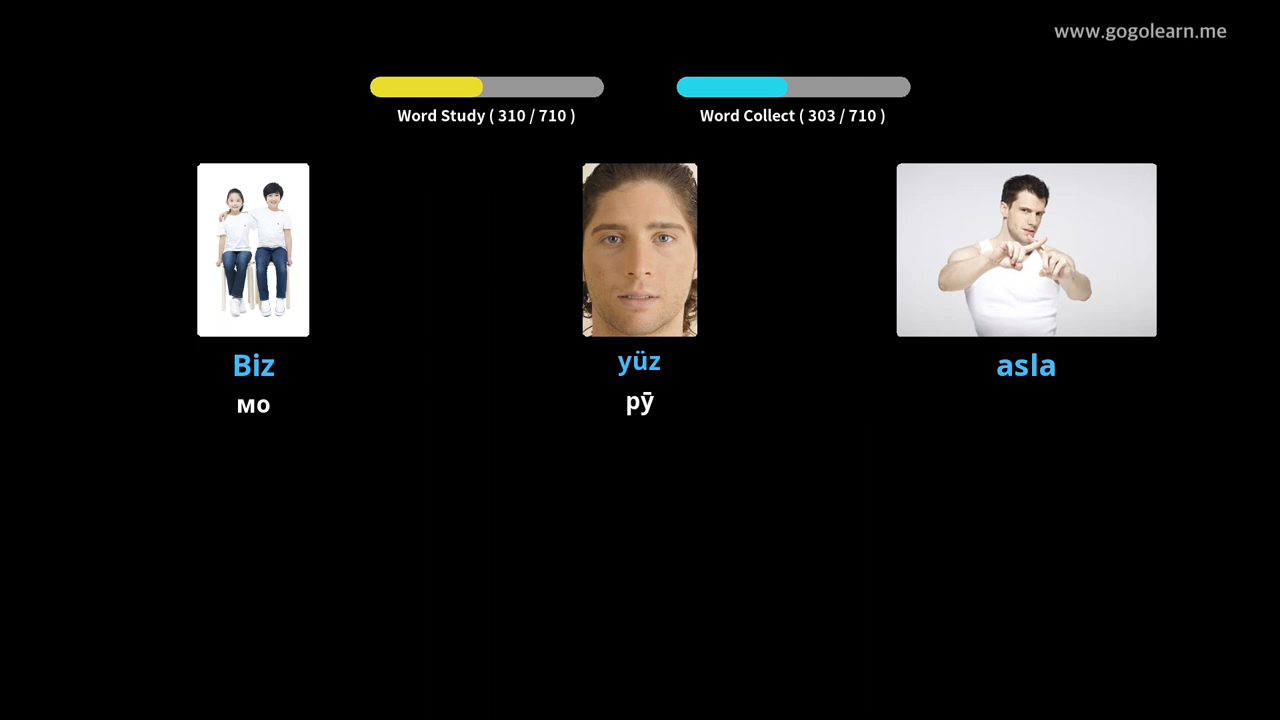 www.gogolearn.me
Word Study ( 310 / 710 )
Word Collect ( 303 / 710 )
Biz
мо
yüz
рӯ
asla